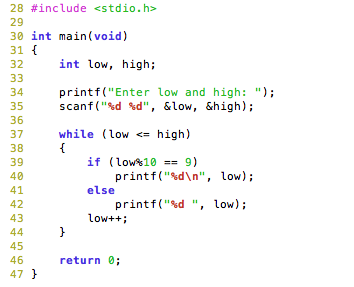 28 #include <stdio.h>
29
30 int main(void)
31 {
32     int low, high;
33
34     printf("Enter low and high: ");
35     scanf("%d %d", &low, &high);
36
37     while (low <= high)
38     {
39         if (low%10 == 9)
40             printf("%d\n", low);
41         else
42             printf("%d ", low);
43         low++;
44     }
45
46     return 0;
47 }